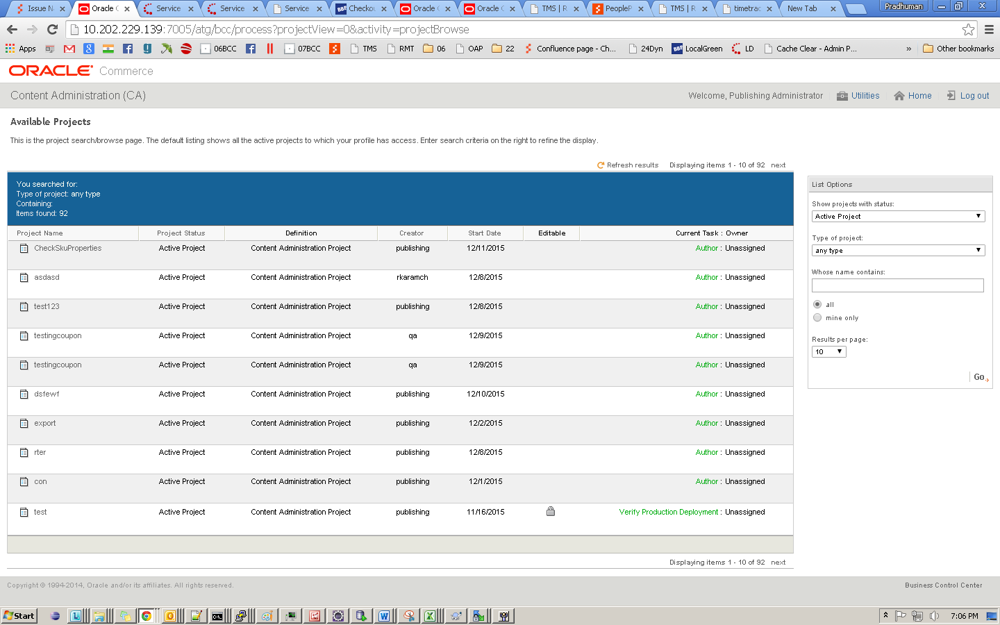 Issue N
Oracle C
Service
Service
Service
Checkou
Oracle C
Oracle C
TMS | R
PeopleP
TMS | R
timetrac
New Tab
Pradhuman
10.202.229.139:7005/atg/bcc/process?projectView=0&activity=projectBrowse
Apps
06BCC
07BCC
TMS
RMT
06
OAP
22
Confluence page - Ch...
24Dyn
LocalGreen
LD
Cache Clear - Admin P...
»
Other bookmarks
ORACLE Commerce
Content Administration (CA)
Welcome, Publishing Administrator
Utilities
Home
Log out
Available Projects
This is the project search/browse page. The default listing shows all the active projects to which your profile has access. Enter search criteria on the right to refine the display.
Refresh results Displaying items 1 - 10 of 92 next
You searched for:
Type of project: any type
Containing:
Items found: 92
Project Name Project Status Definition Creator Start Date Editable Current Task : Owner
CheckSkuProperties Active Project Content Administration Project publishing 12/11/2015 Author : Unassigned
asdasd Active Project Content Administration Project rkaramch 12/8/2015 Author : Unassigned
test123 Active Project Content Administration Project publishing 12/8/2015 Author : Unassigned
testingcoupon Active Project Content Administration Project qa 12/9/2015 Author : Unassigned
testingcoupon Active Project Content Administration Project qa 12/9/2015 Author : Unassigned
dsfewf Active Project Content Administration Project publishing 12/10/2015 Author : Unassigned
export Active Project Content Administration Project publishing 12/2/2015 Author : Unassigned
rter Active Project Content Administration Project publishing 12/8/2015 Author : Unassigned
con Active Project Content Administration Project publishing 12/1/2015 Author : Unassigned
test Active Project Content Administration Project publishing 11/16/2015 Verify Production Deployment : Unassigned
Displaying items 1 - 10 of 92 next
List Options
Show projects with status:
Active Project
Type of project:
any type
Whose name contains:
all
mine only
Results per page:
10
Go
Copyright © 1994-2014, Oracle and/or its affiliates. All rights reserved.
Business Control Center
Start
7:06 PM